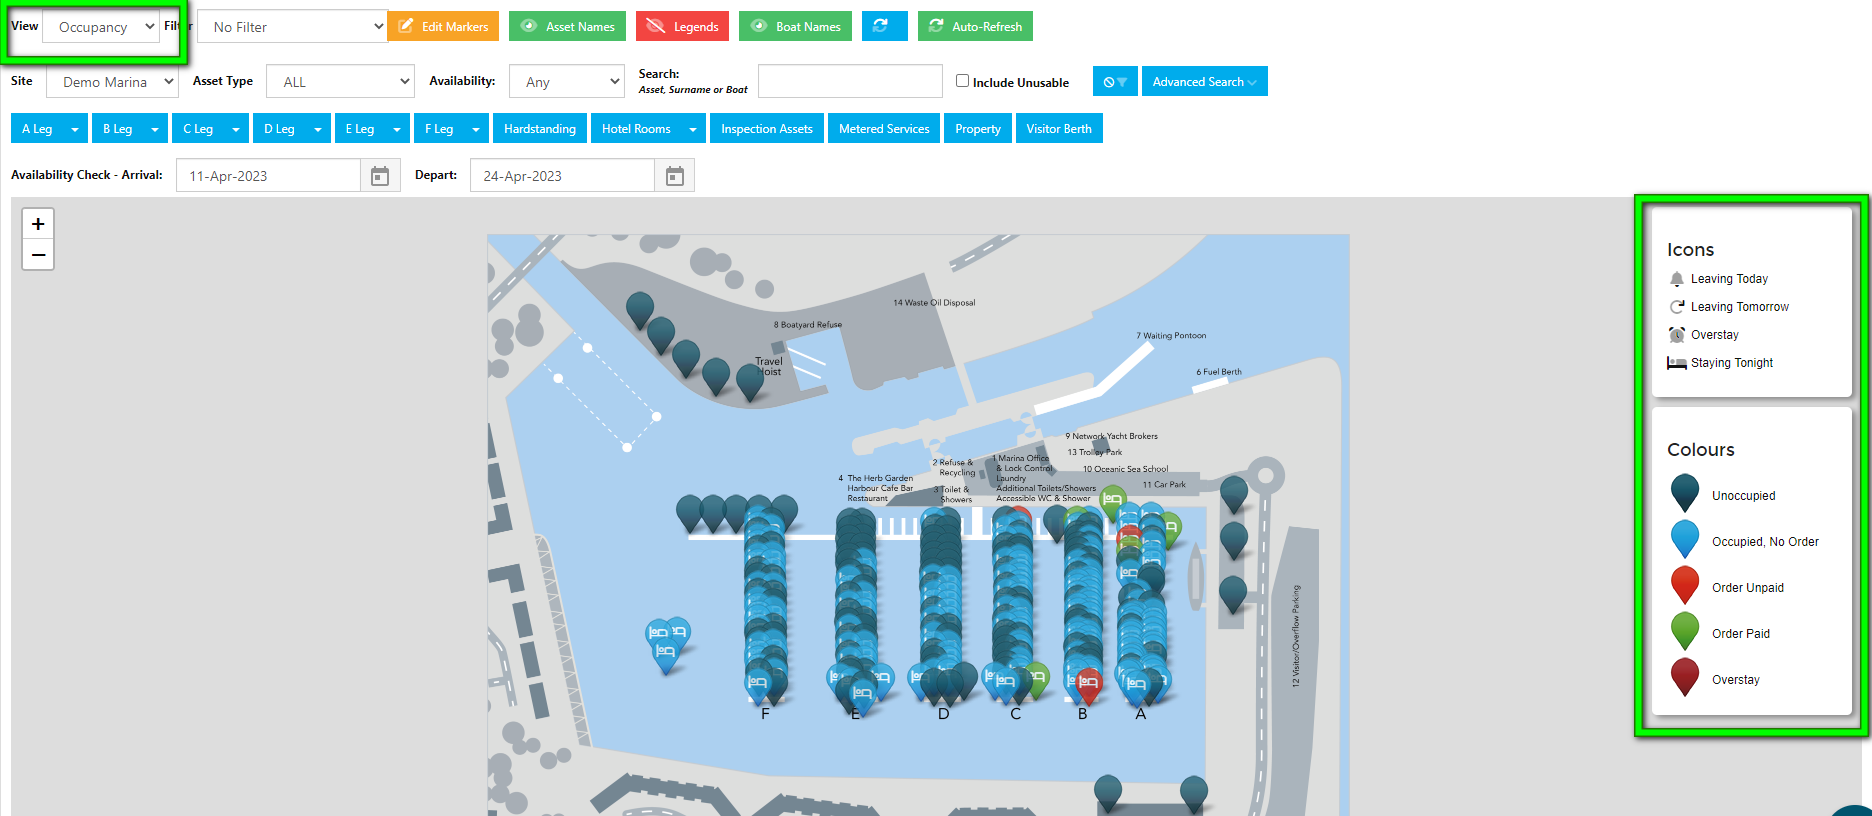 View Occupancy Filter No Filter Edit Markers Asset Names Legends Boat Names Auto-Refresh
Site Demo Marina Asset Type ALL Availability: Any Search: Include Unusable Advanced Search
Asset, Surname or Boat
A Leg B Leg C Leg D Leg E Leg F Leg Hardstanding Hotel Rooms Inspection Assets Metered Services Property Visitor Berth
Availability Check - Arrival: 11-Apr-2023 Depart: 24-Apr-2023
+
−
14 Waste Oil Disposal
8 Boatyard Refuse
Travel
Hoist
7 Waiting Pontoon
6 Fuel Berth
9 Network Yacht Brokers
13 Trolley Park
10 Oceanic Sea School
11 Car Park
1 Marina Office
& Lock Control
Laundry
Additional Toilets/Showers
Accessible WC & Shower
2 Refuse &
Recycling
3 Toilet &
Showers
4 The Herb Garden
Harbour Cafe Bar
Restaurant
12 Visitor/Overflow Parking
F E D C B A
Icons
Leaving Today
Leaving Tomorrow
Overstay
Staying Tonight
Colours
Unoccupied
Occupied, No Order
Order Unpaid
Order Paid
Overstay